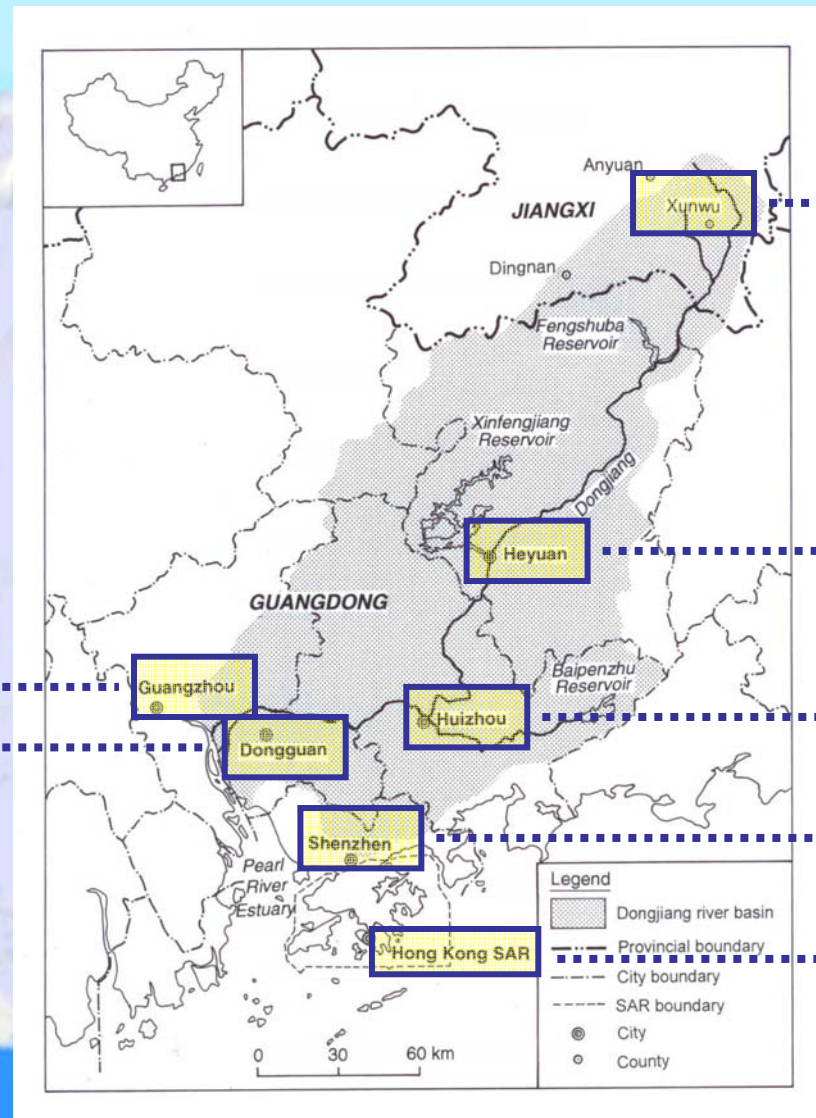 Anyuan
Xunwu
JIANGXI
Dingnan
Fengshuba
Reservoir
Xinfengjiang
Reservoir
Dongjiang
Heyuan
GUANGDONG
Baipenzhu
Reservoir
Guangzhou
Huizhou
Dongguan
Shenzhen
Pearl
River
Estuary
Hong Kong SAR
Legend
Dongjiang river basin
Provincial boundary
City boundary
SAR boundary
City
County
0 30 60 km